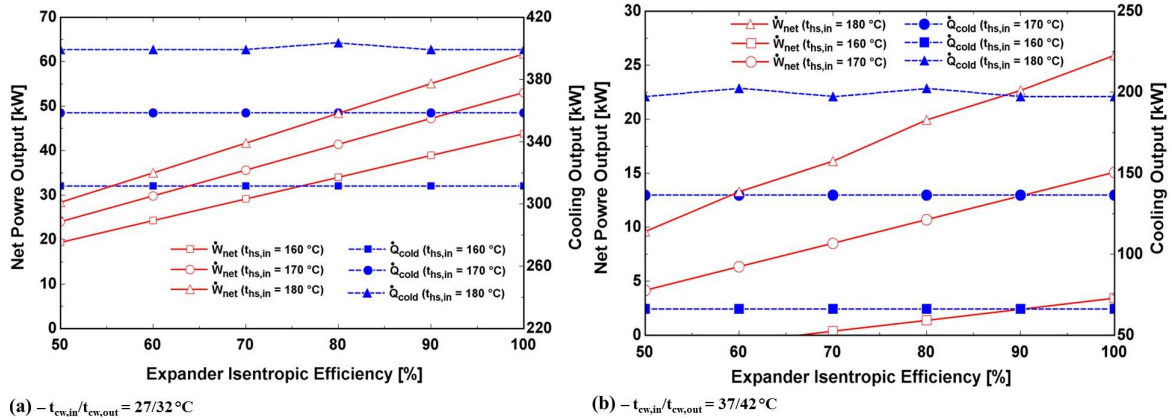 70
60
50
40
30
20
10
0
Net Powre Output [kW]
420
380
340
300
260
220
Cooling Output [kW]
Ẇnet (ths,in = 160 °C)
Ẇnet (ths,in = 170 °C)
Ẇnet (ths,in = 180 °C)
Q̇cold (ths,in = 160 °C)
Q̇cold (ths,in = 170 °C)
Q̇cold (ths,in = 180 °C)
50 60 70 80 90 100
Expander Isentropic Efficiency [%]
(a) – tcw,in/tcw,out = 27/32 °C
30
25
20
15
10
5
0
Net Powre Output [kW]
250
200
150
100
50
Cooling Output [kW]
Ẇnet (ths,in = 180 °C)
Ẇnet (ths,in = 160 °C)
Ẇnet (ths,in = 170 °C)
Q̇cold (ths,in = 170 °C)
Q̇cold (ths,in = 160 °C)
Q̇cold (ths,in = 180 °C)
50 60 70 80 90 100
Expander Isentropic Efficiency [%]
(b) – tcw,in/tcw,out = 37/42 °C